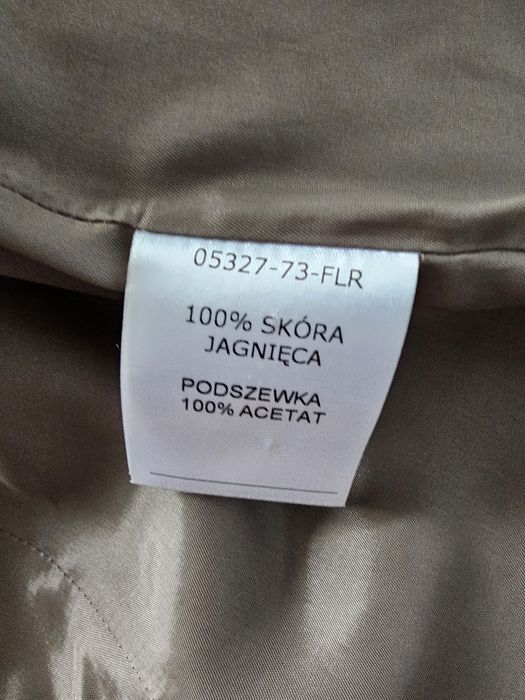 05327-73-FLR
100% SKÓRA
JAGNIĘCA
PODSZEWKA
100% ACETAT